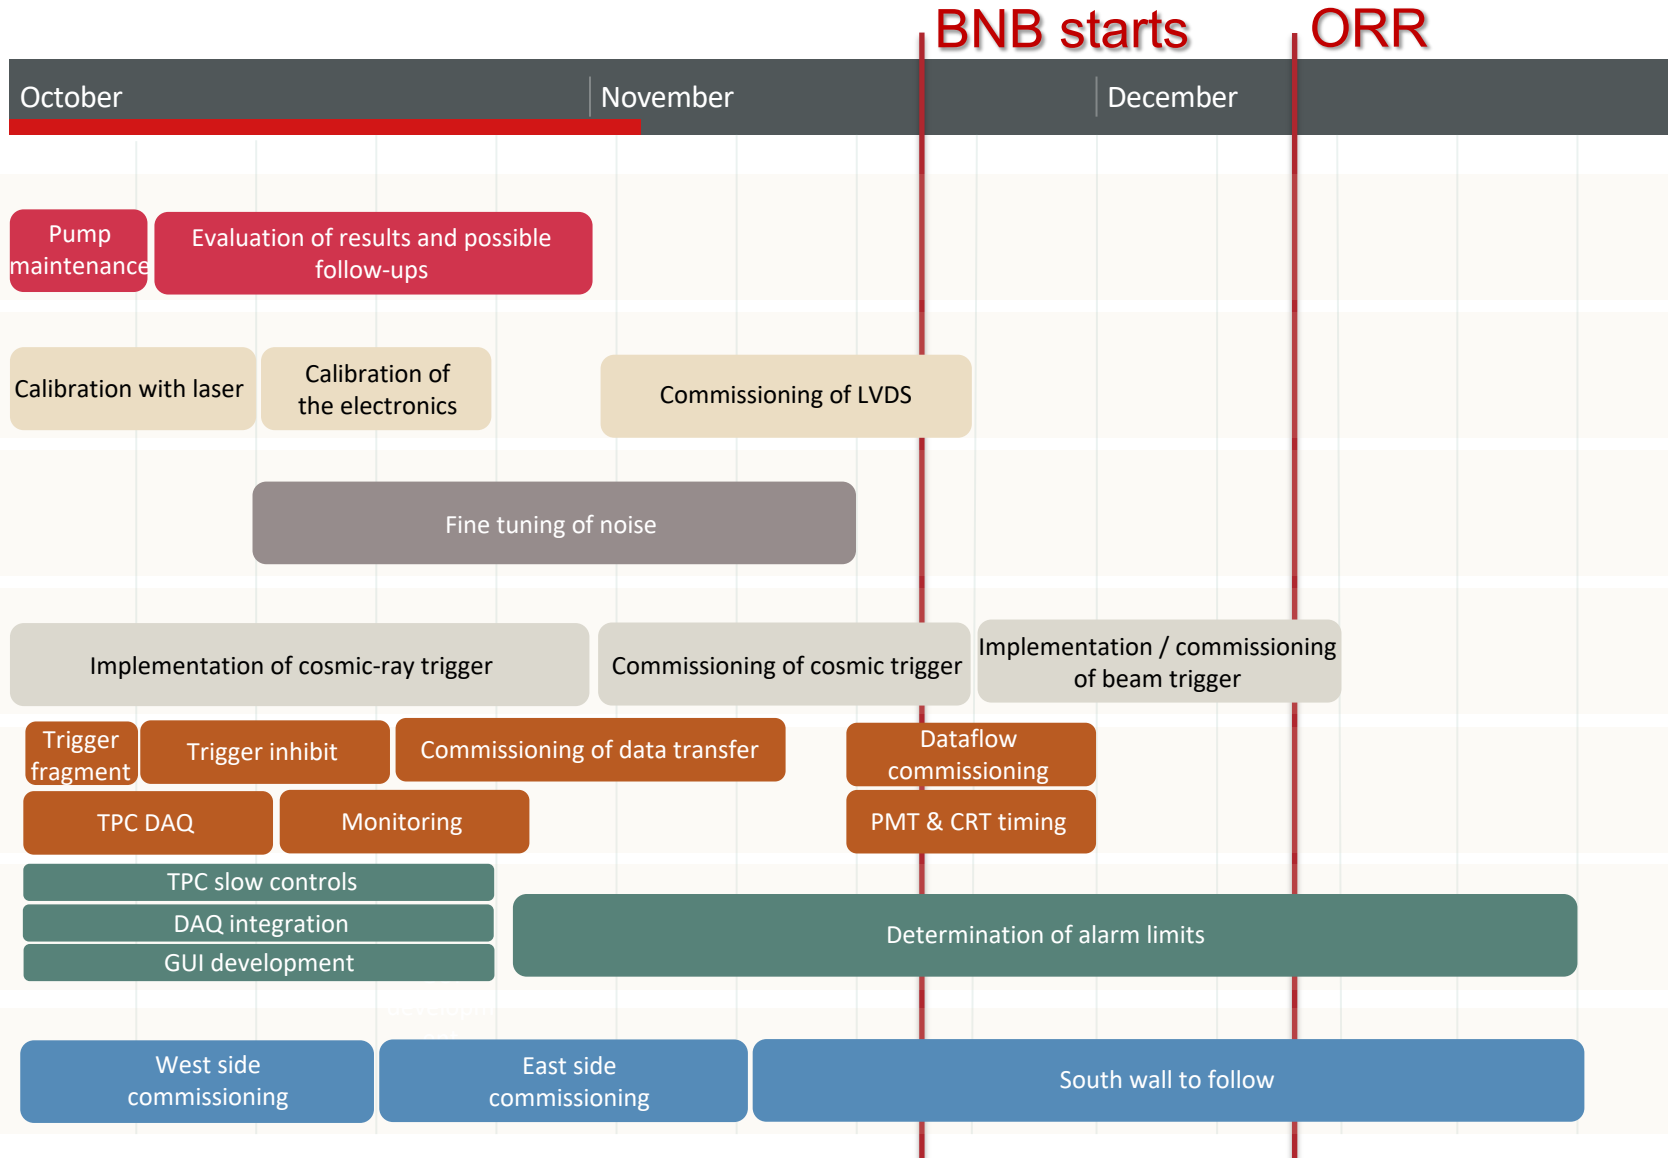 BNB starts
ORR
October
November
December
Pump
maintenance
Evaluation of results and possible
follow-ups
Calibration with laser
Calibration of
the electronics
Commissioning of LVDS
Fine tuning of noise
Implementation of cosmic-ray trigger
Commissioning of cosmic trigger
Implementation / commissioning
of beam trigger
Trigger
fragment
Trigger inhibit
Commissioning of data transfer
Dataflow
commissioning
TPC DAQ
Monitoring
PMT & CRT timing
TPC slow controls
DAQ integration
GUI development
Determination of alarm limits
West side
commissioning
East side
commissioning
South wall to follow